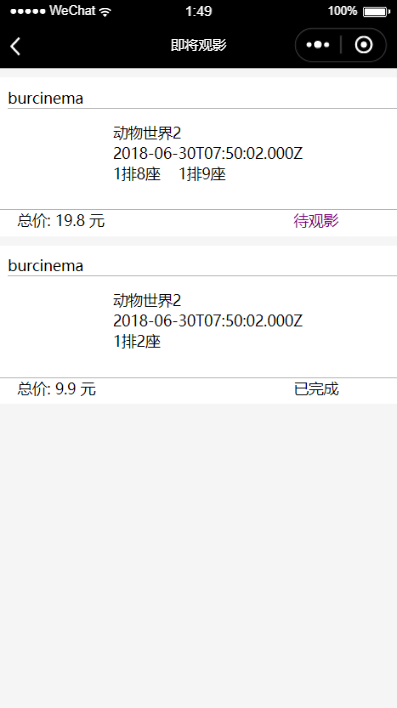 WeChat 1:49 100%
即将观影
burcinema
动物世界2
2018-06-30T07:50:02.000Z
1排8座 1排9座
总价: 19.8 元 待观影
burcinema
动物世界2
2018-06-30T07:50:02.000Z
1排2座
总价: 9.9 元 已完成